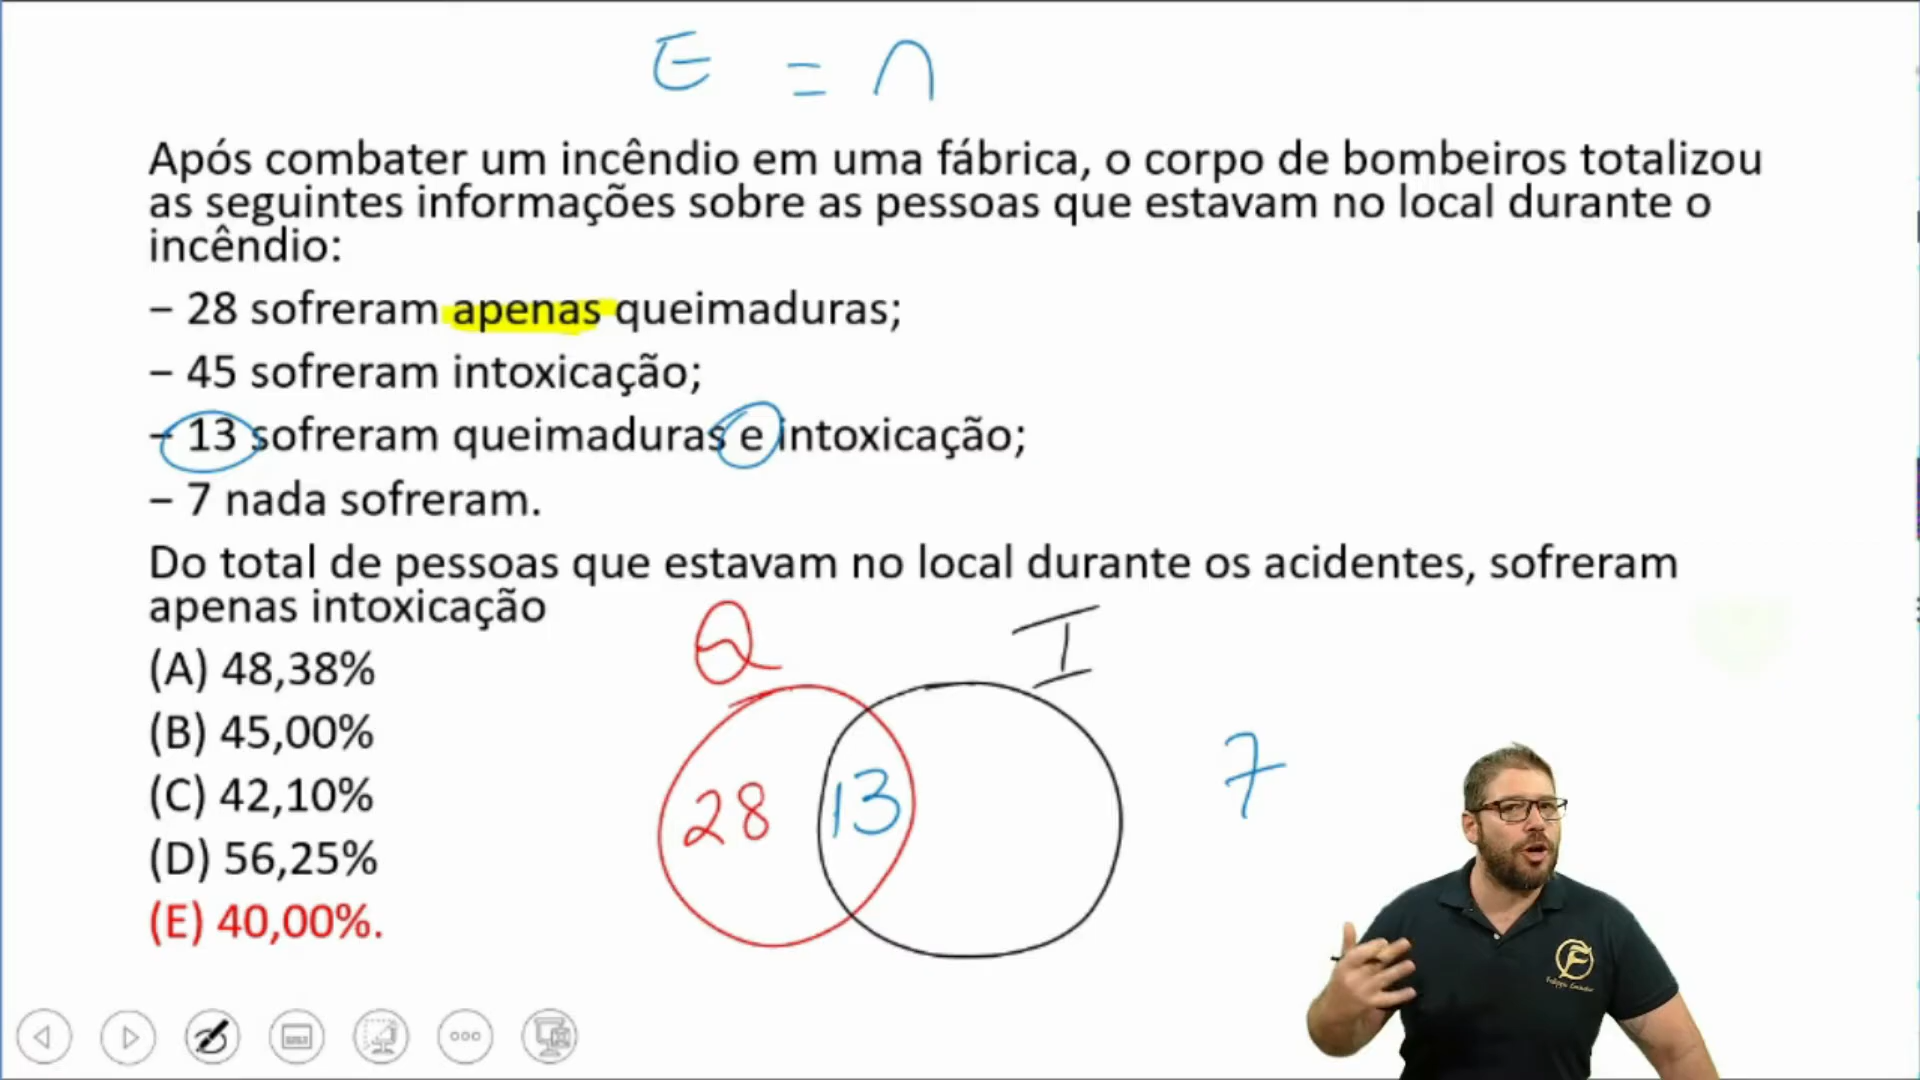 E = ∩
Após combater um incêndio em uma fábrica, o corpo de bombeiros totalizou
as seguintes informações sobre as pessoas que estavam no local durante o
incêndio:
– 28 sofreram apenas queimaduras;
– 45 sofreram intoxicação;
– 13 sofreram queimaduras e intoxicação;
– 7 nada sofreram.
Do total de pessoas que estavam no local durante os acidentes, sofreram
apenas intoxicação
(A) 48,38%
(B) 45,00%
(C) 42,10%
(D) 56,25%
(E) 40,00%.
Q I
28 13 7